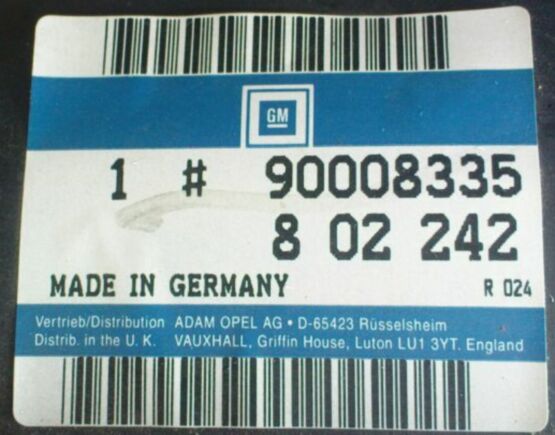 GM
1 # 90008335
8 02 242
MADE IN GERMANY R 024
Vertrieb/Distribution ADAM OPEL AG • D-65423 Rüsselsheim
Distrib. in the U. K. VAUXHALL, Griffin House, Luton LU1 3YT. England